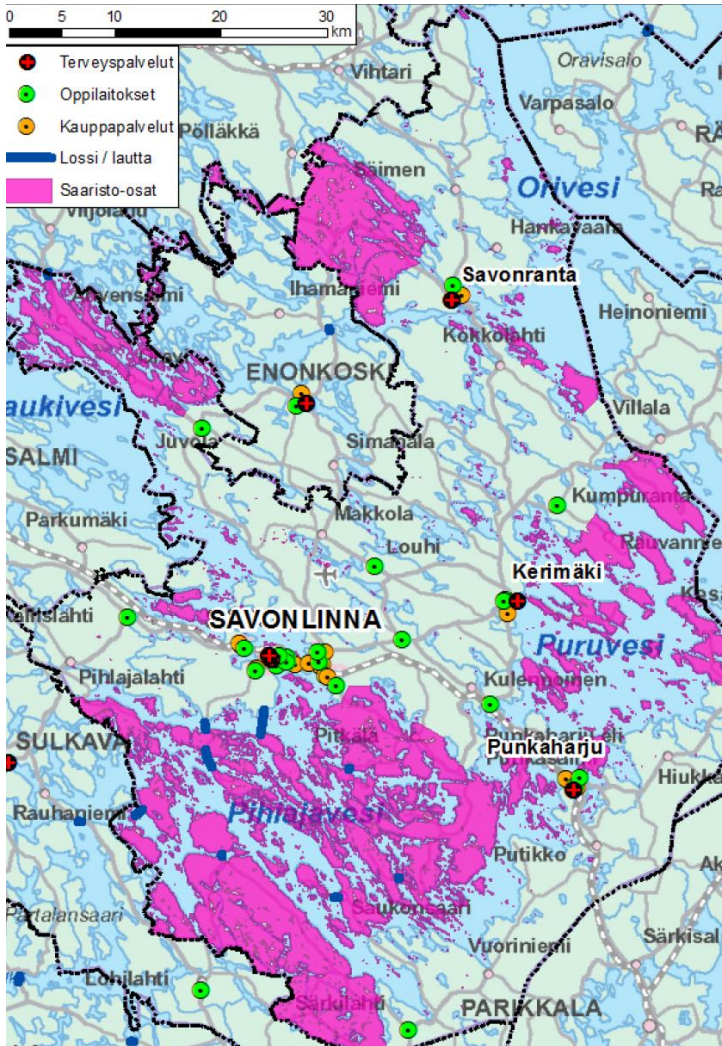 0 5 10 20 30
km
Terveyspalvelut
Oppilaitokset
Kauppapalvelut
Lossi / lautta
Saaristo-osat
Vihtari
Oravisalo
Varpasalo
Pölläkkä
Säimen
Orivesi
Hankavaara
Savonranta
Ihamaniemi
Heinoniemi
Kokkolahti
ENONKOSKI
Villala
Juvola
Simanala
SALMI
Kumpuranta
Parkumäki
Makkola
Louhi
Kerimäki
SAVONLINNA
Puruvesi
Pihlajalahti
Kulennoinen
Pitkälä
Punkaharju
Hiukka
Rauhaniemi
Pihlajavesi
Putikko
Saukonsaari
Partalansaari
Vuoriniemi
Särkisal
Lohilahti
Särkilahti
PARIKKALA